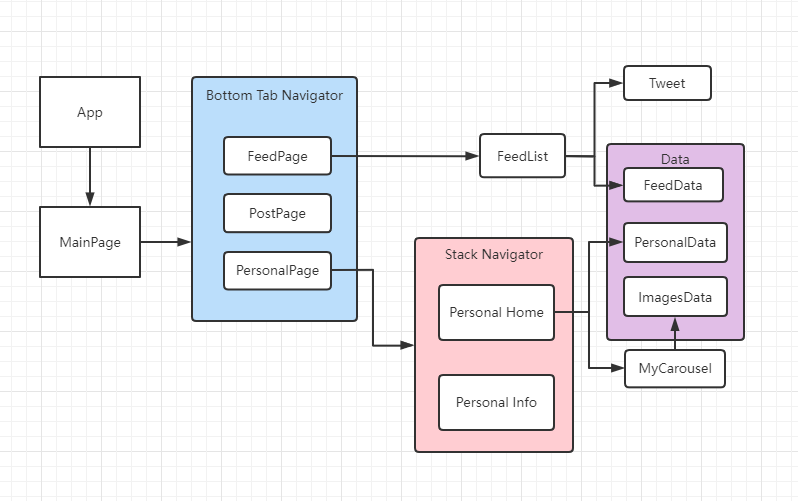 App
MainPage
Bottom Tab Navigator
FeedPage
PostPage
PersonalPage
FeedList
Tweet
Data
FeedData
PersonalData
ImagesData
Stack Navigator
Personal Home
Personal Info
MyCarousel